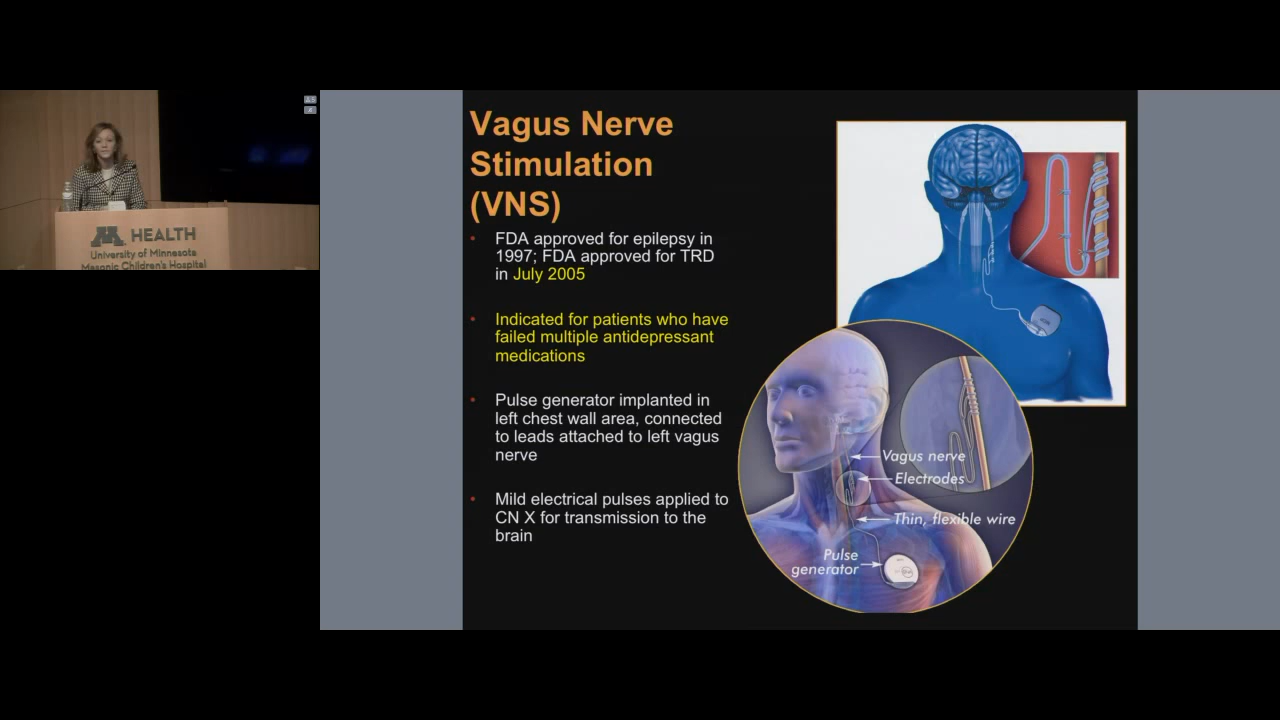 HEALTH
University of Minnesota
Masonic Children's Hospital
Vagus Nerve
Stimulation
(VNS)
• FDA approved for epilepsy in
1997; FDA approved for TRD
in July 2005
• Indicated for patients who have
failed multiple antidepressant
medications
• Pulse generator implanted in
left chest wall area, connected
to leads attached to left vagus
nerve
• Mild electrical pulses applied to
CN X for transmission to the
brain
Vagus nerve
Electrodes
Thin, flexible wire
Pulse
generator